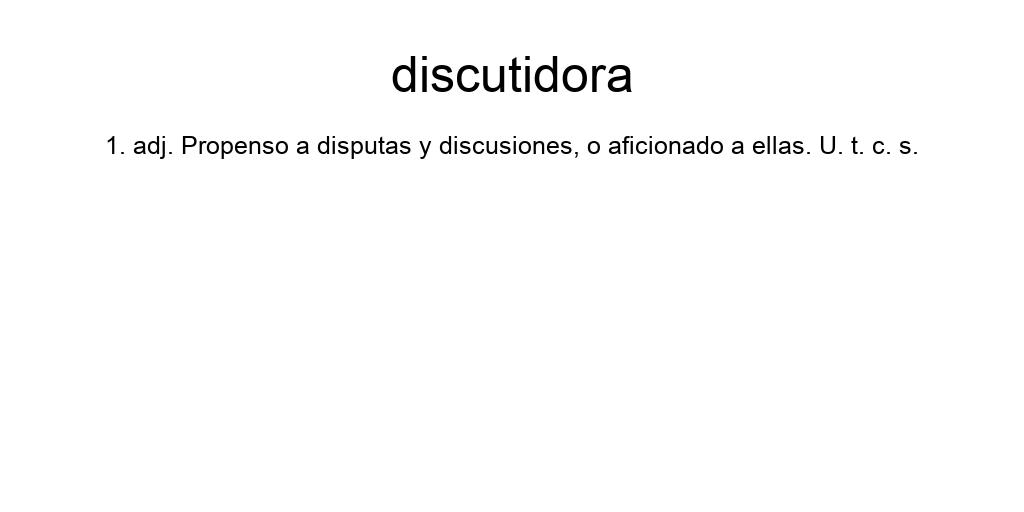 discutidora
1. adj. Propenso a disputas y discusiones, o aficionado a ellas. U. t. c. s.